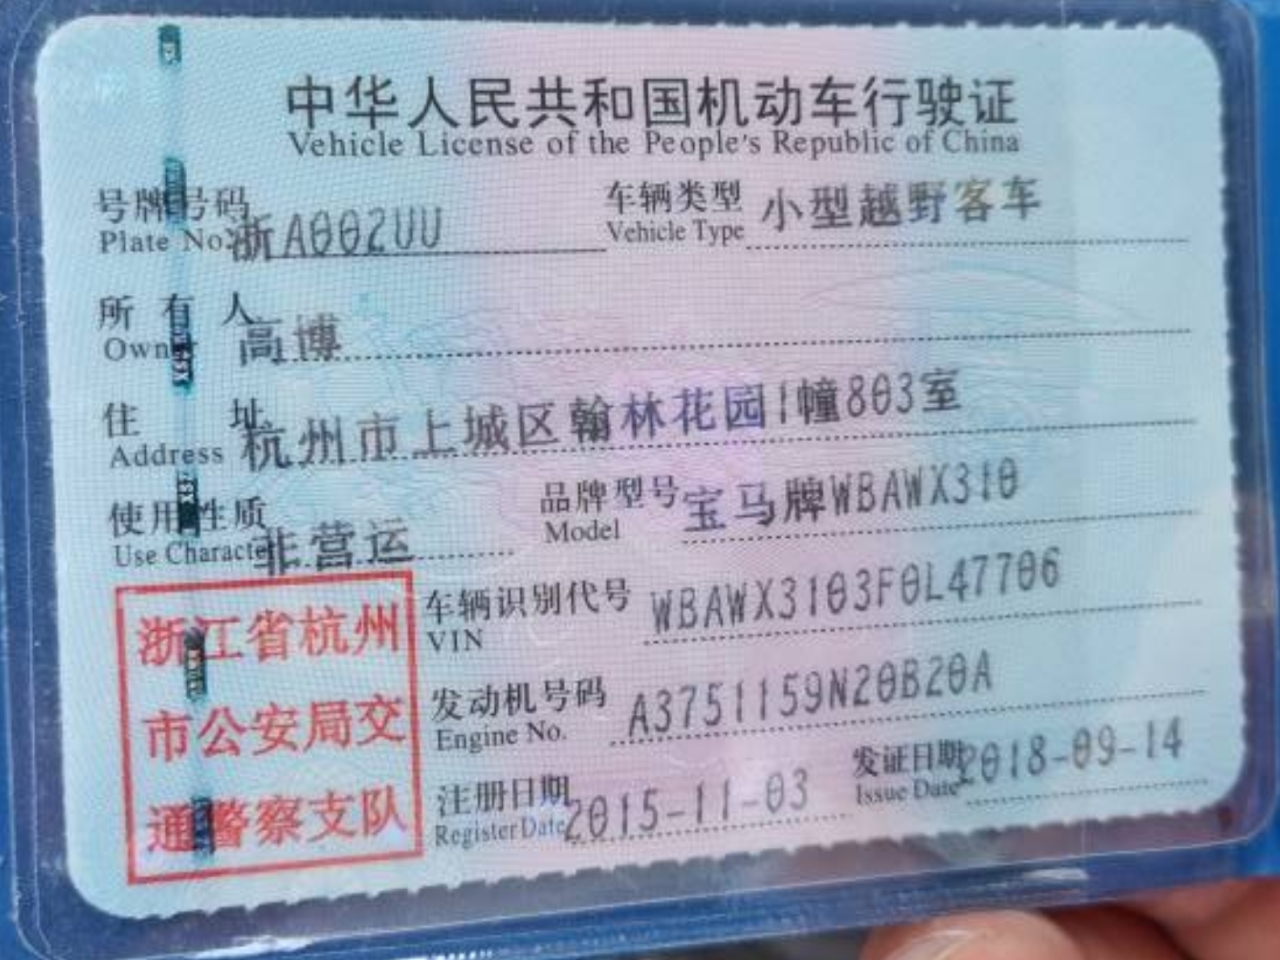 中华人民共和国机动车行驶证
Vehicle License of the People's Republic of China
号牌号码 浙A002UU 车辆类型 小型越野客车
Plate No. Vehicle Type
所有人 高博
Owner
住址 杭州市上城区翰林花园1幢803室
Address
使用性质 非营运 品牌型号 宝马牌WBAWX310
Use Character Model
浙江省杭州
市公安局交
通警察支队
车辆识别代号 WBAWX3103F0L47706
VIN
发动机号码 A3751159N20B20A
Engine No.
注册日期 2015-11-03 发证日期 2018-09-14
Register Date Issue Date